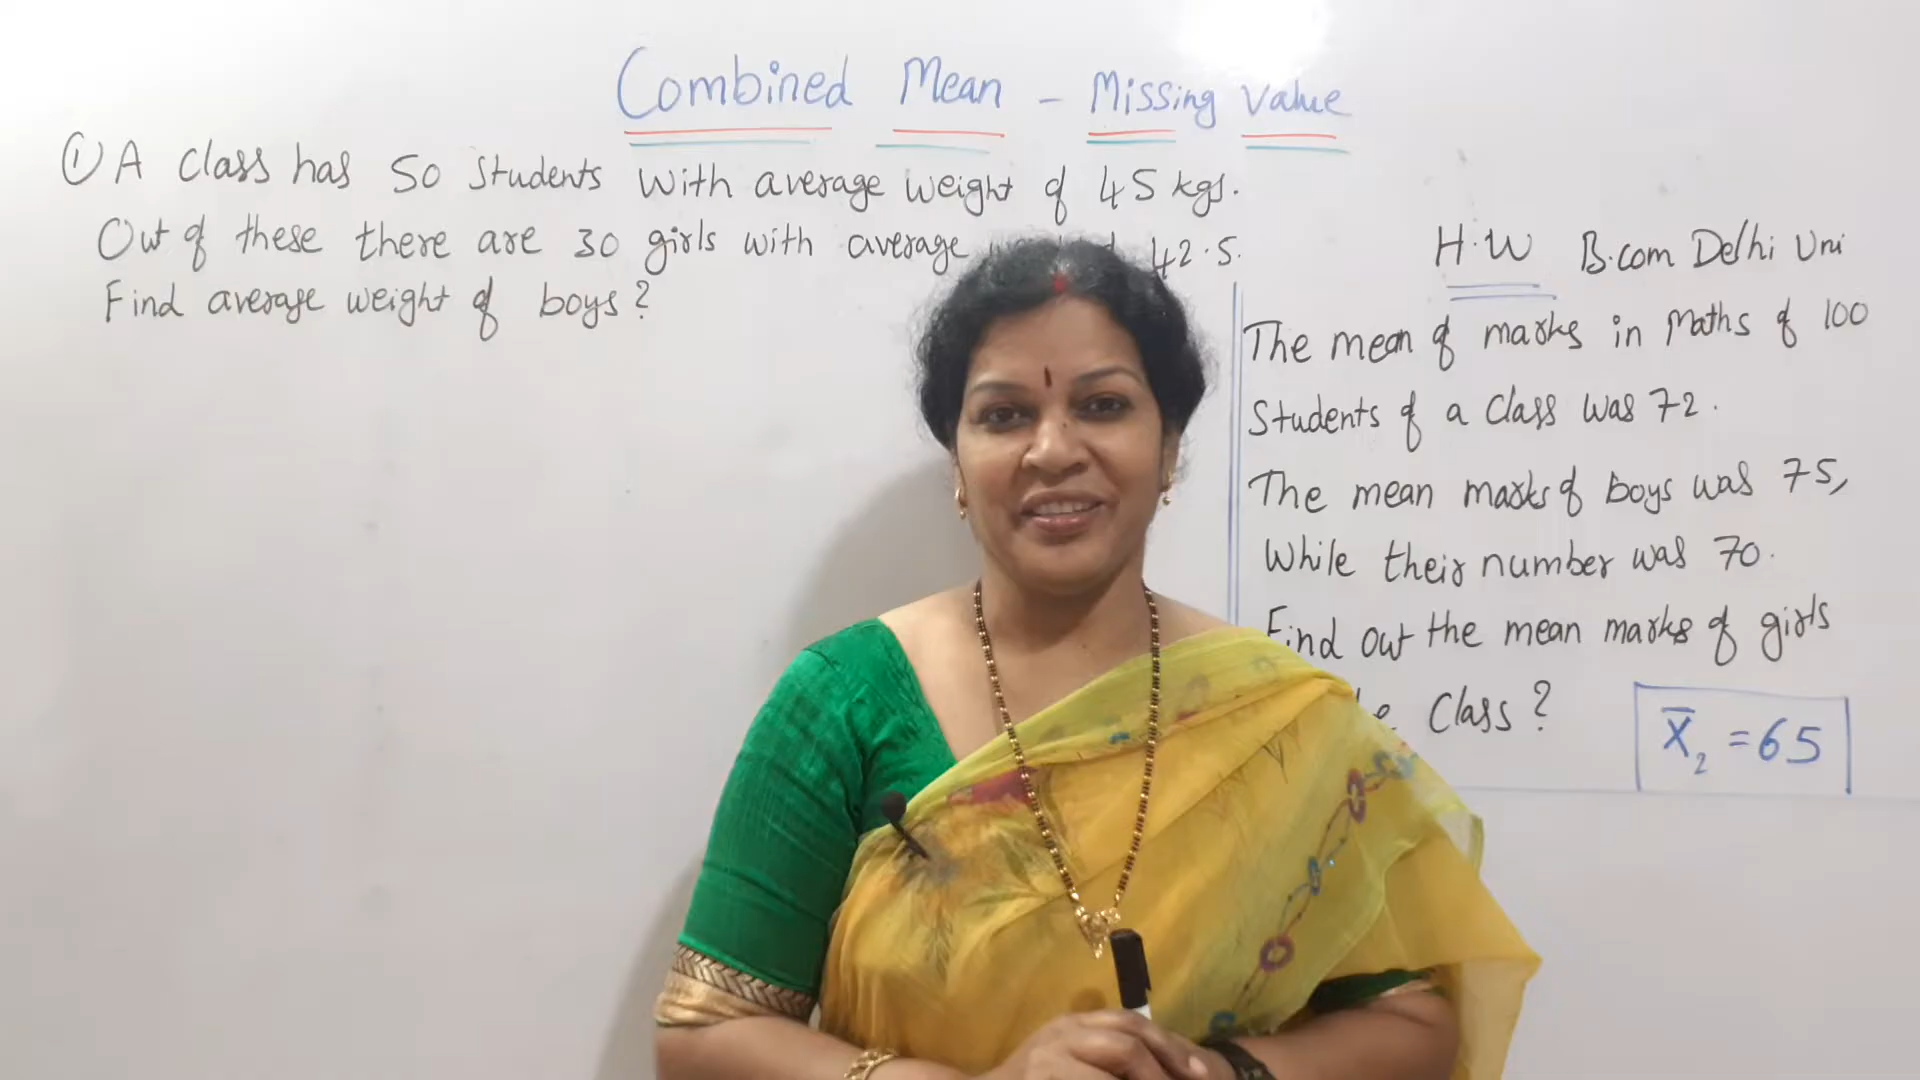 Combined Mean - Missing Value
① A Class has 50 students with average weight of 45 kgs.
Out of these there are 30 girls with average 42.5.
Find average weight of boys?
H.W B.com Delhi Uni
The mean of marks in Maths of 100
Students of a Class was 72.
The mean marks of boys was 75,
While their number was 70.
Find out the mean marks of girls
Class?
X̄₂ = 65